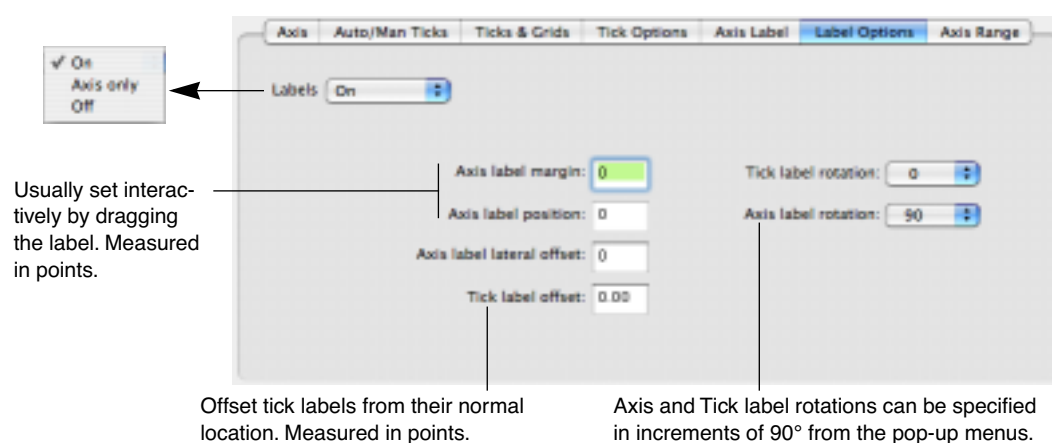 Axis Auto/Man Ticks Ticks & Grids Tick Options Axis Label Label Options Axis Range
✓ On
Axis only
Off
Labels On
Usually set interac-
tively by dragging
the label. Measured
in points.
Axis label margin: 0
Axis label position: 0
Axis label lateral offset: 0
Tick label offset: 0.00
Tick label rotation: 0
Axis label rotation: 90
Offset tick labels from their normal
location. Measured in points.
Axis and Tick label rotations can be specified
in increments of 90° from the pop-up menus.